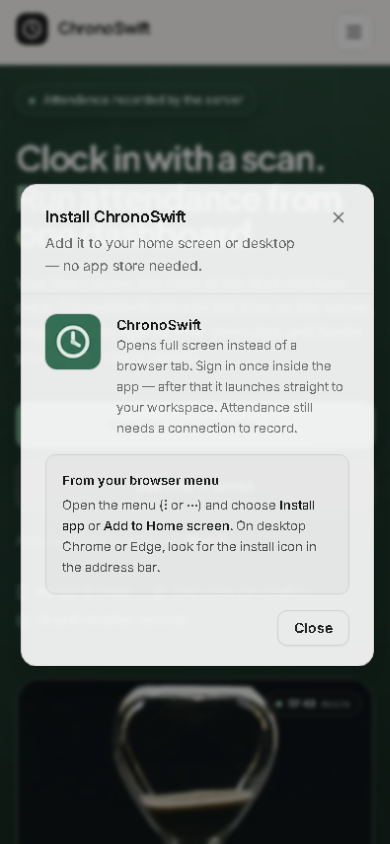 ChronoSwift
Attendance recorded by the server
Clock in with a scan.
Run attendance from
Install ChronoSwift
Add it to your home screen or desktop
— no app store needed.
ChronoSwift
Opens full screen instead of a
browser tab. Sign in once inside the
app — after that it launches straight to
your workspace. Attendance still
needs a connection to record.
From your browser menu
Open the menu (⋮ or ⋯) and choose Install
app or Add to Home screen. On desktop
Chrome or Edge, look for the install icon in
the address bar.
Close